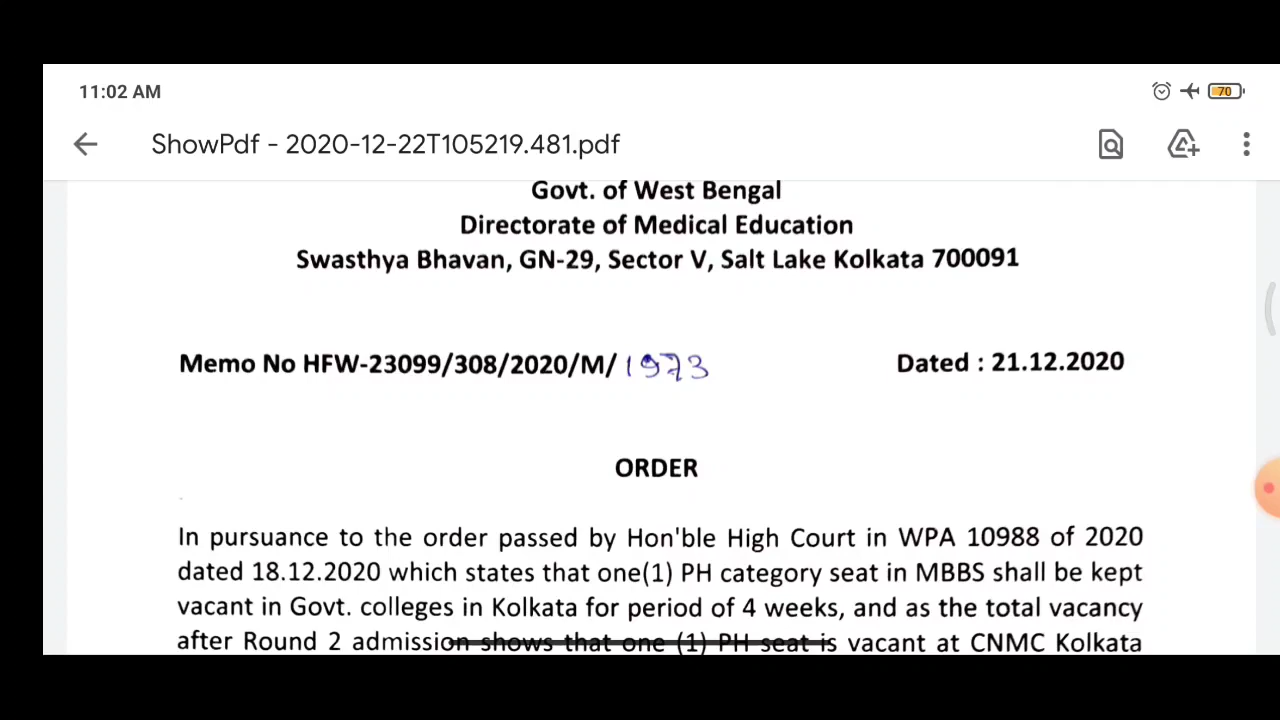 11:02 AM
70
ShowPdf - 2020-12-22T105219.481.pdf
Govt. of West Bengal
Directorate of Medical Education
Swasthya Bhavan, GN-29, Sector V, Salt Lake Kolkata 700091
Memo No HFW-23099/308/2020/M/ 1973 Dated : 21.12.2020
ORDER
In pursuance to the order passed by Hon'ble High Court in WPA 10988 of 2020
dated 18.12.2020 which states that one(1) PH category seat in MBBS shall be kept
vacant in Govt. colleges in Kolkata for period of 4 weeks, and as the total vacancy
after Round 2 admission shows that one (1) PH seat is vacant at CNMC Kolkata